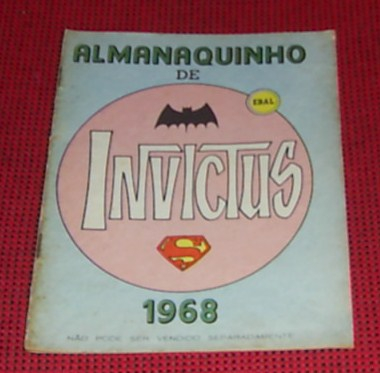 ALMANAQUINHO
DE
EBAL
INVICTUS
S
1968
NÃO PODE SER VENDIDO SEPARADAMENTE